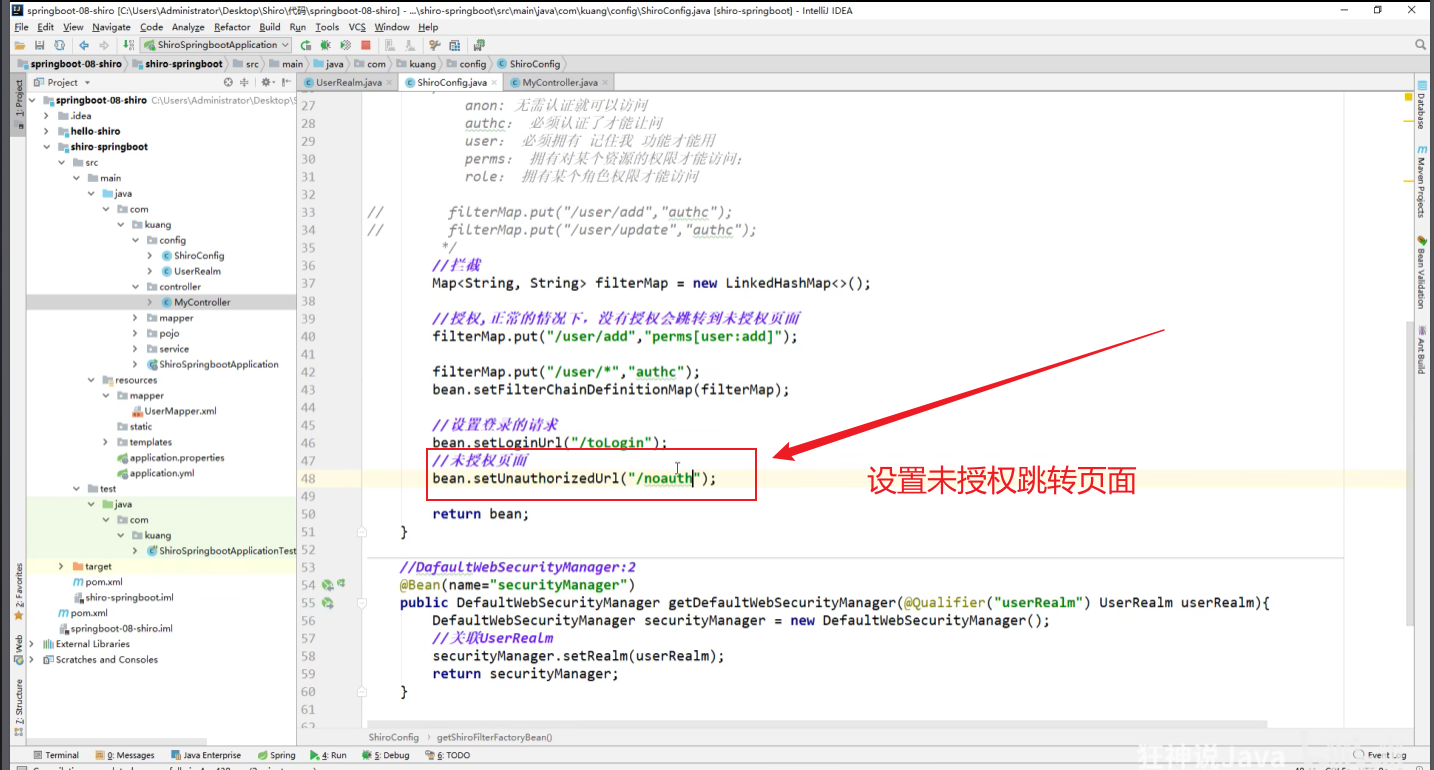 springboot-08-shiro [C:\Users\Administrator\Desktop\Shiro\代码\springboot-08-shiro] - ...\shiro-springboot\src\main\java\com\kuang\config\ShiroConfig.java [shiro-springboot] - IntelliJ IDEA
File Edit View Navigate Code Analyze Refactor Build Run Tools VCS Window Help
ShiroSpringbootApplication
springboot-08-shiro shiro-springboot src main java com kuang config ShiroConfig
Project UserRealm.java ShiroConfig.java MyController.java
1: Project
springboot-08-shiro C:\Users\Administrator\Desktop\S
.idea
hello-shiro
shiro-springboot
src
main
java
com
kuang
config
ShiroConfig
UserRealm
controller
MyController
mapper
pojo
service
ShiroSpringbootApplication
resources
mapper
UserMapper.xml
static
templates
application.properties
application.yml
test
java
com
kuang
ShiroSpringbootApplicationTest
target
pom.xml
shiro-springboot.iml
pom.xml
springboot-08-shiro.iml
External Libraries
Scratches and Consoles
2: Favorites
Web
7: Structure
27 anon: 无需认证就可以访问
28 authc: 必须认证了才能让问
29 user: 必须拥有 记住我 功能才能用
30 perms: 拥有对某个资源的权限才能访问;
31 role: 拥有某个角色权限才能访问
32
33 // filterMap.put("/user/add","authc");
34 // filterMap.put("/user/update","authc");
35 */
36 //拦截
37 Map<String, String> filterMap = new LinkedHashMap<>();
38
39 //授权,正常的情况下,没有授权会跳转到未授权页面
40 filterMap.put("/user/add","perms[user:add]");
41
42 filterMap.put("/user/*","authc");
43 bean.setFilterChainDefinitionMap(filterMap);
44
45 //设置登录的请求
46 bean.setLoginUrl("/toLogin");
47 //未授权页面
48 bean.setUnauthorizedUrl("/noauth");
49
50 return bean;
51 }
52
53 //DafaultWebSecurityManager:2
54 @Bean(name="securityManager")
55 public DefaultWebSecurityManager getDefaultWebSecurityManager(@Qualifier("userRealm") UserRealm userRealm){
56 DefaultWebSecurityManager securityManager = new DefaultWebSecurityManager();
57 //关联UserRealm
58 securityManager.setRealm(userRealm);
59 return securityManager;
60 }
61
62
设置未授权跳转页面
Database
Maven Projects
Bean Validation
Ant Build
ShiroConfig getShiroFilterFactoryBean()
Terminal 0: Messages Java Enterprise Spring 4: Run 5: Debug 6: TODO Event Log
狂神说Java